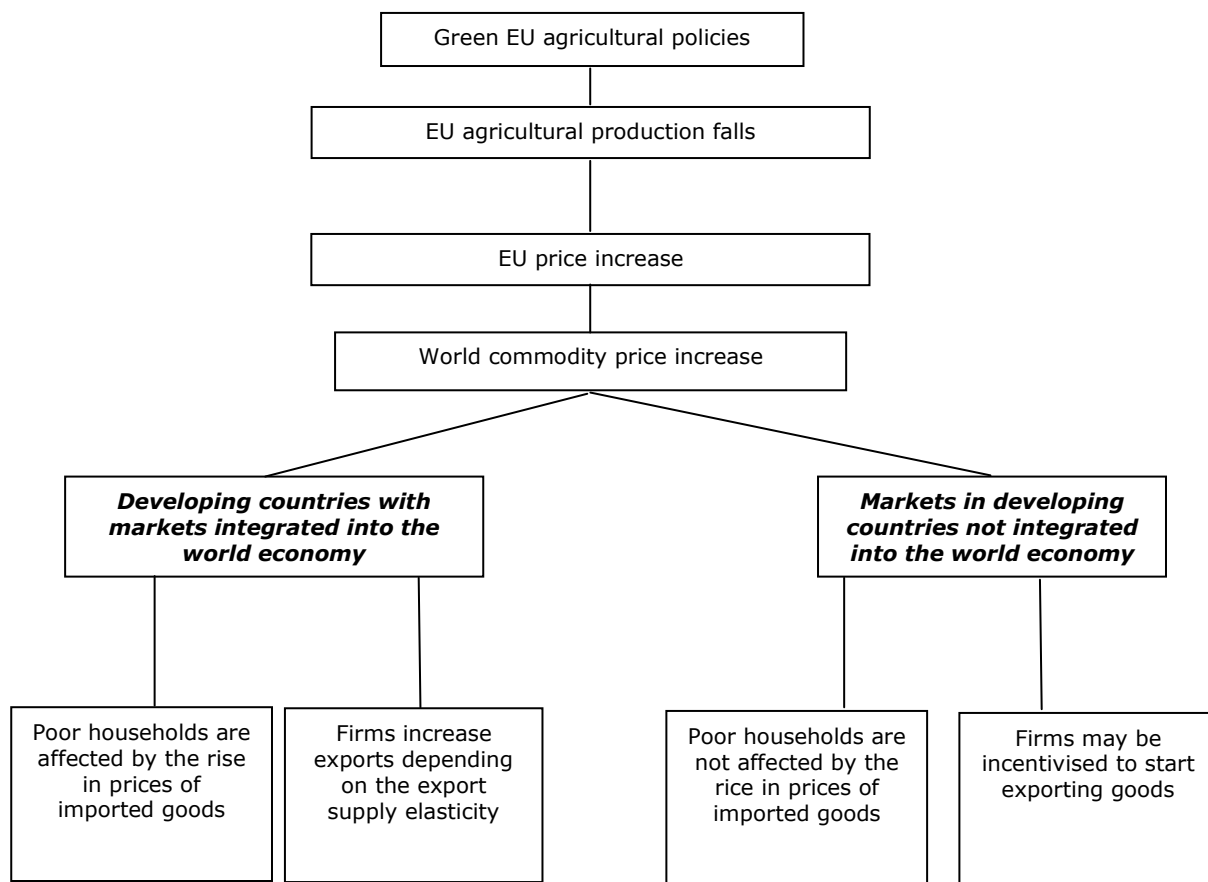 Green EU agricultural policies
EU agricultural production falls
EU price increase
World commodity price increase
Developing countries with
markets integrated into the
world economy
Markets in developing
countries not integrated
into the world economy
Poor households are
affected by the rise
in prices of
imported goods
Firms increase
exports depending
on the export
supply elasticity
Poor households are
not affected by the
rice in prices of
imported goods
Firms may be
incentivised to start
exporting goods